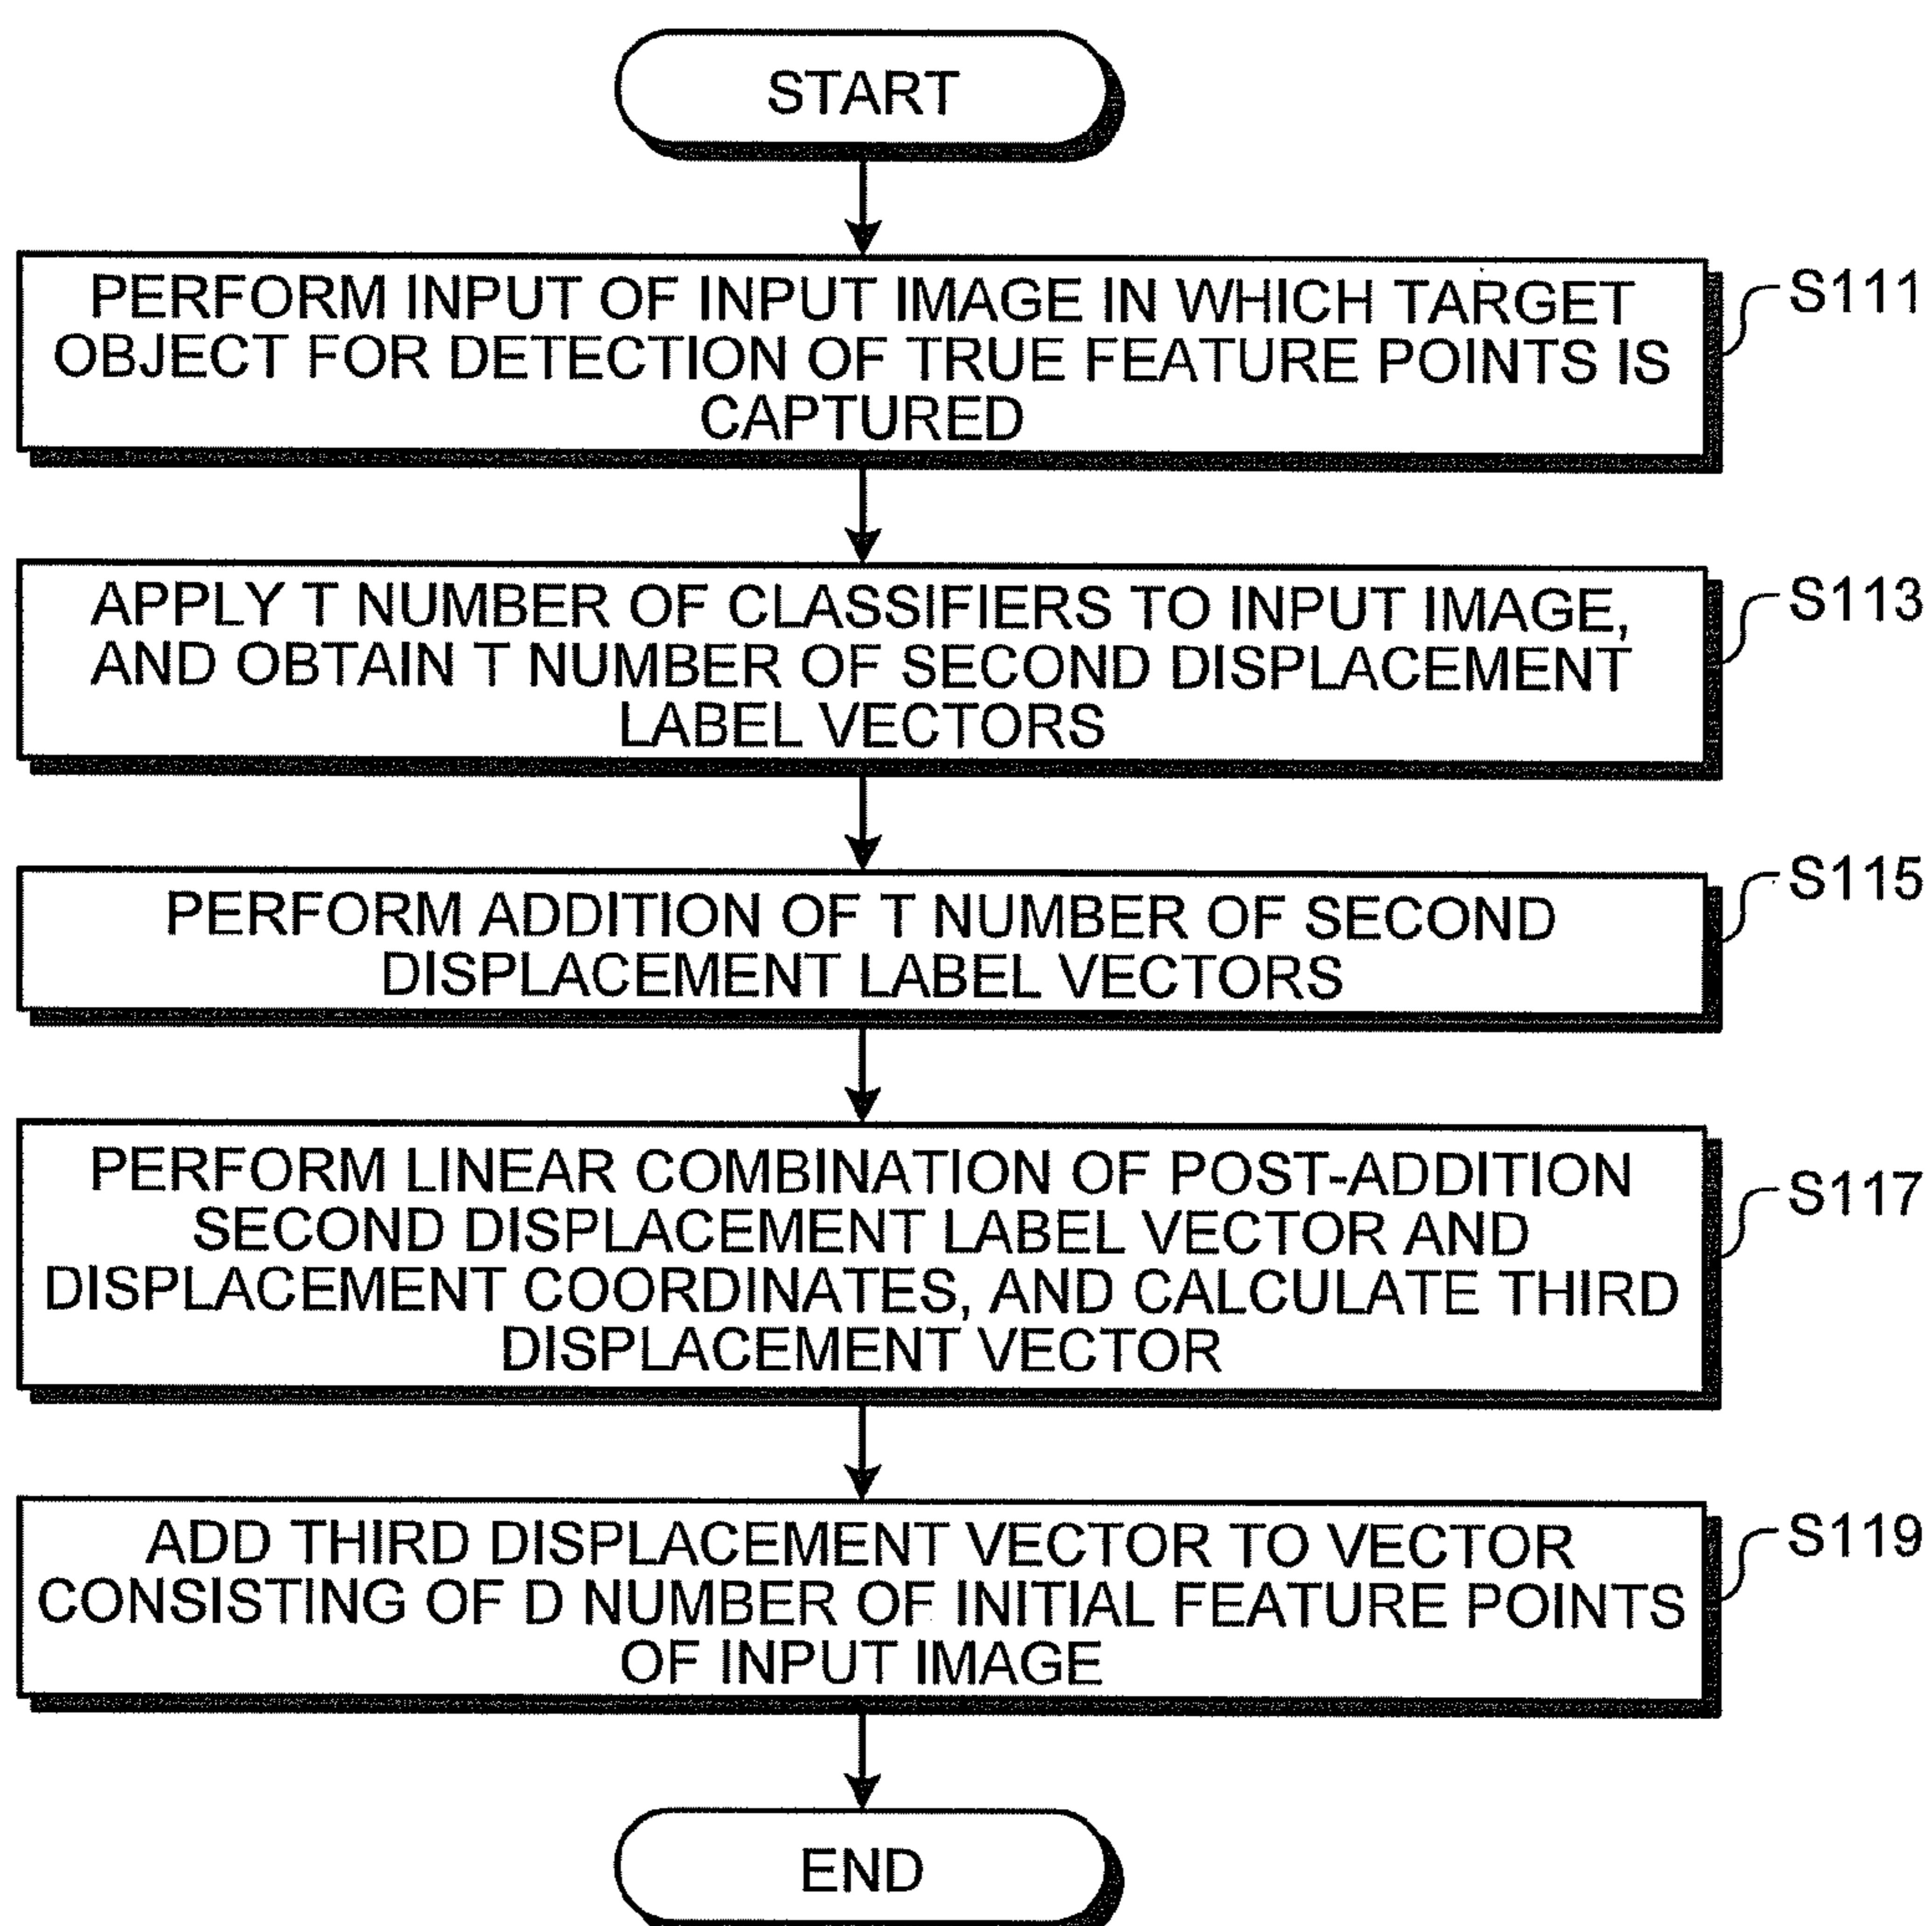 START
PERFORM INPUT OF INPUT IMAGE IN WHICH TARGET
OBJECT FOR DETECTION OF TRUE FEATURE POINTS IS
CAPTURED
S111
APPLY T NUMBER OF CLASSIFIERS TO INPUT IMAGE,
AND OBTAIN T NUMBER OF SECOND DISPLACEMENT
LABEL VECTORS
S113
PERFORM ADDITION OF T NUMBER OF SECOND
DISPLACEMENT LABEL VECTORS
S115
PERFORM LINEAR COMBINATION OF POST-ADDITION
SECOND DISPLACEMENT LABEL VECTOR AND
DISPLACEMENT COORDINATES, AND CALCULATE THIRD
DISPLACEMENT VECTOR
S117
ADD THIRD DISPLACEMENT VECTOR TO VECTOR
CONSISTING OF D NUMBER OF INITIAL FEATURE POINTS
OF INPUT IMAGE
S119
END